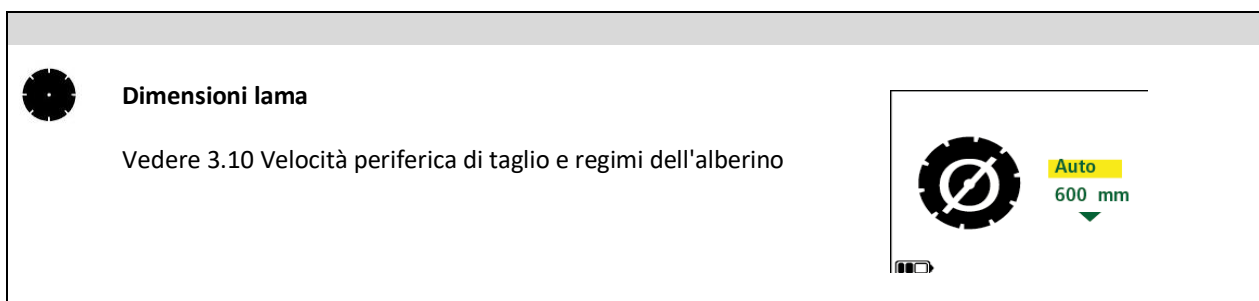 Dimensioni lama
Vedere 3.10 Velocità periferica di taglio e regimi dell'alberino
Auto
600 mm